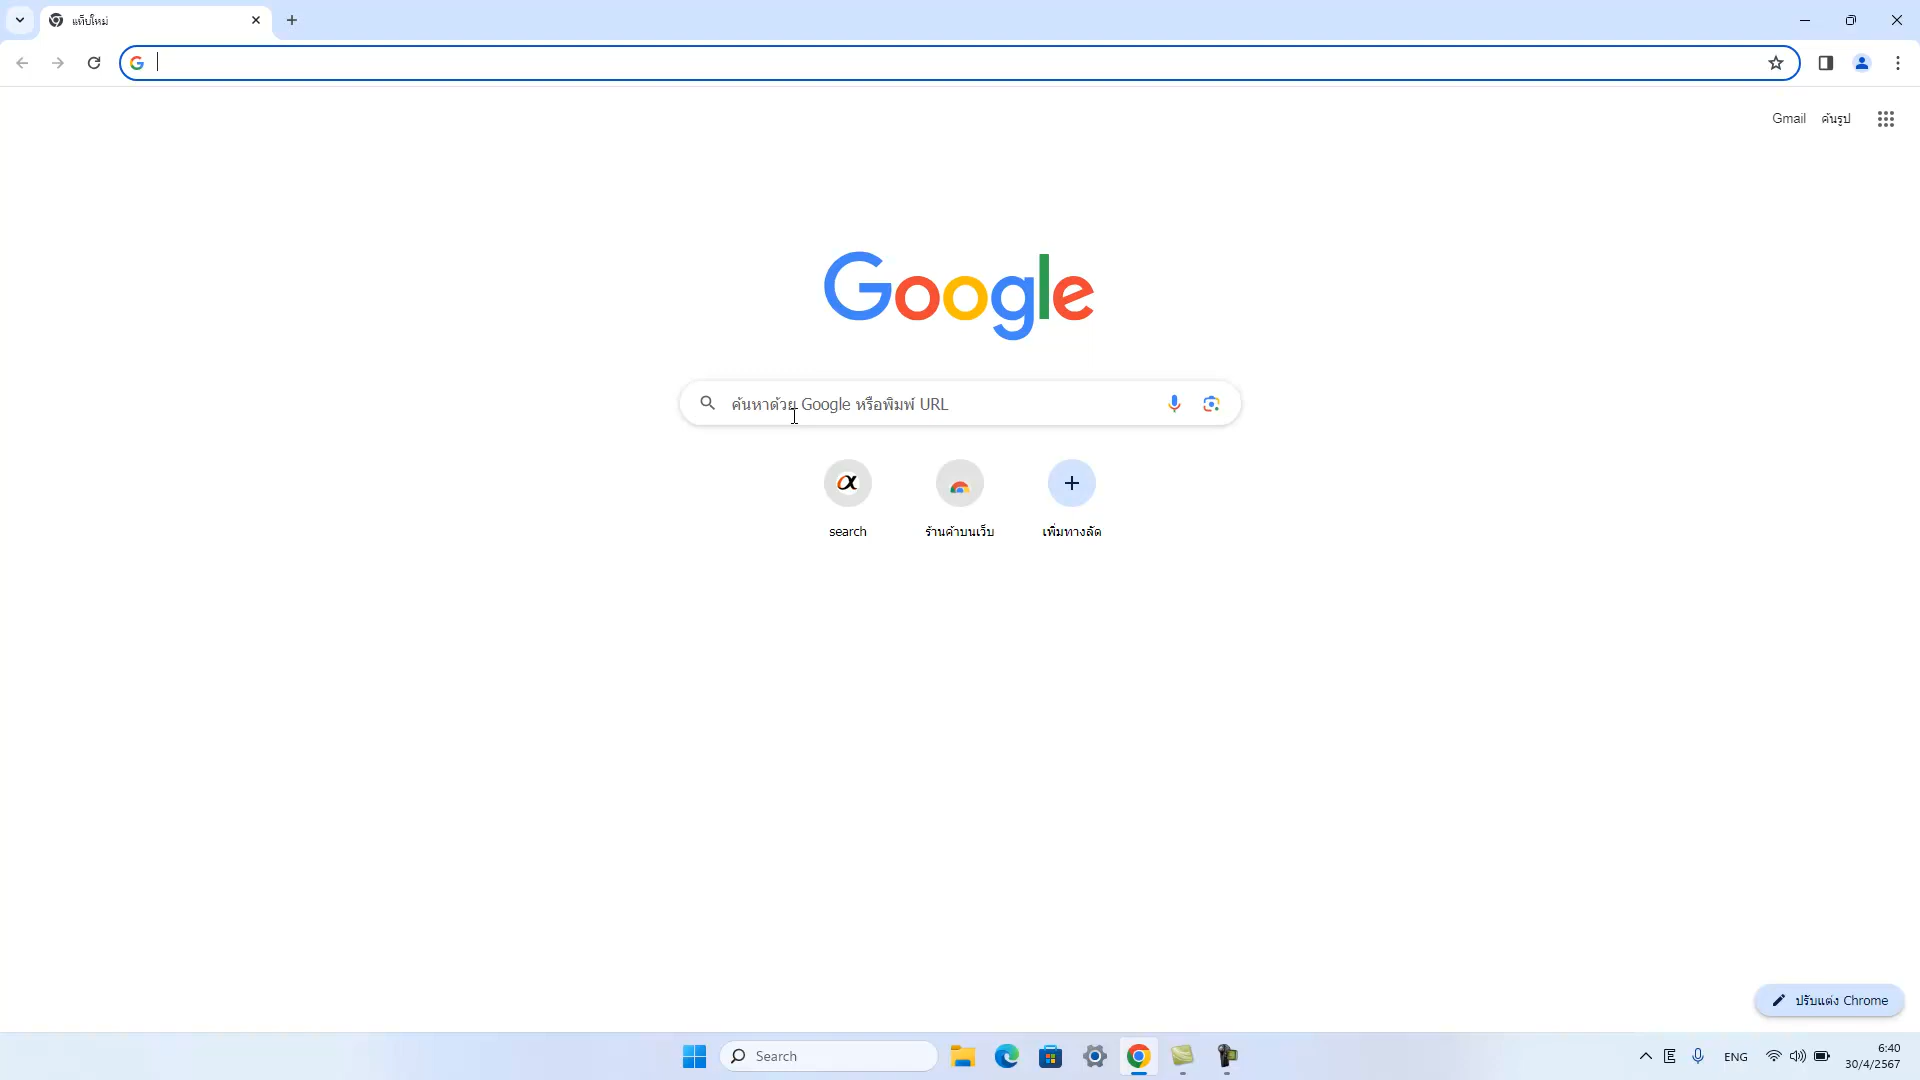 แท็บใหม่
Gmail ค้นรูป
Google
ค้นหาด้วย Google หรือพิมพ์ URL
search ร้านค้าบนเว็บ เพิ่มทางลัด
ปรับแต่ง Chrome
Search
ENG
6:40
30/4/2567